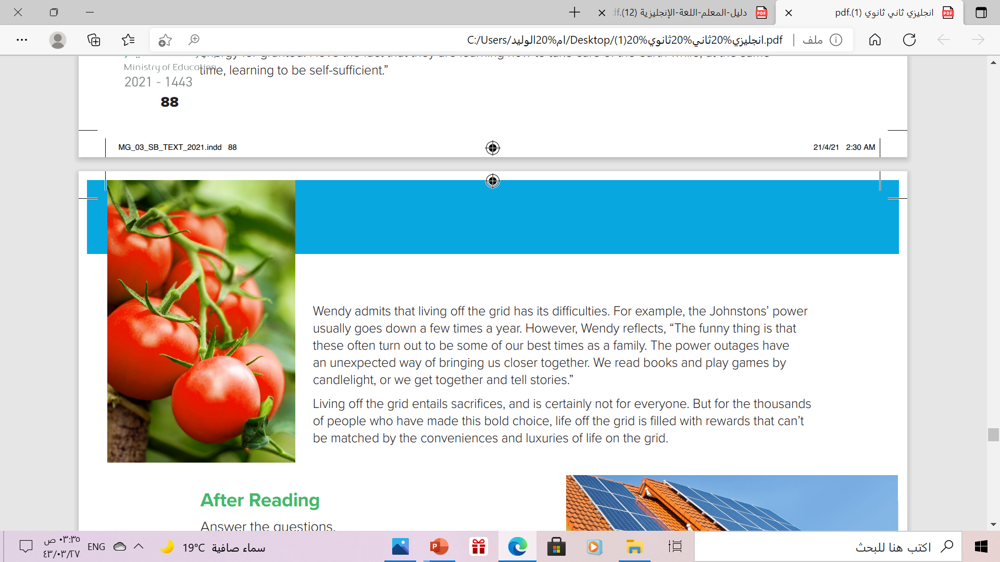 انجليزي ثاني ثانوي (1).pdf
دليل-المعلم-اللغة-الإنجليزية (12).
ملف
C:/Users/ام%20الوليد/Desktop/انجليزي%20ثاني%20ثانوي%20(1).pdf
time, learning to be self-sufficient.”
Ministry of Education
2021 - 1443
88
MG_03_SB_TEXT_2021.indd 88
21/4/21 2:30 AM
Wendy admits that living off the grid has its difficulties. For example, the Johnstons’ power
usually goes down a few times a year. However, Wendy reflects, “The funny thing is that
these often turn out to be some of our best times as a family. The power outages have
an unexpected way of bringing us closer together. We read books and play games by
candlelight, or we get together and tell stories.”
Living off the grid entails sacrifices, and is certainly not for everyone. But for the thousands
of people who have made this bold choice, life off the grid is filled with rewards that can’t
be matched by the conveniences and luxuries of life on the grid.
After Reading
Answer the questions.
اكتب هنا للبحث
19°C سماء صافية
ENG
٠٣:٣٥ ص
٤٣/٠٣/٢٧